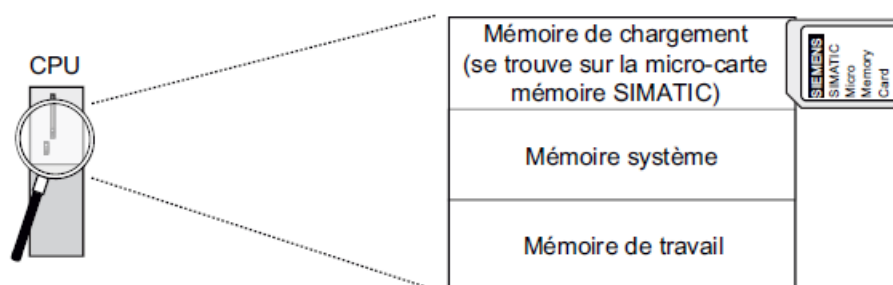 CPU
Mémoire de chargement
(se trouve sur la micro-carte
mémoire SIMATIC)
SIEMENS
SIMATIC
Micro
Memory
Card
Mémoire système
Mémoire de travail